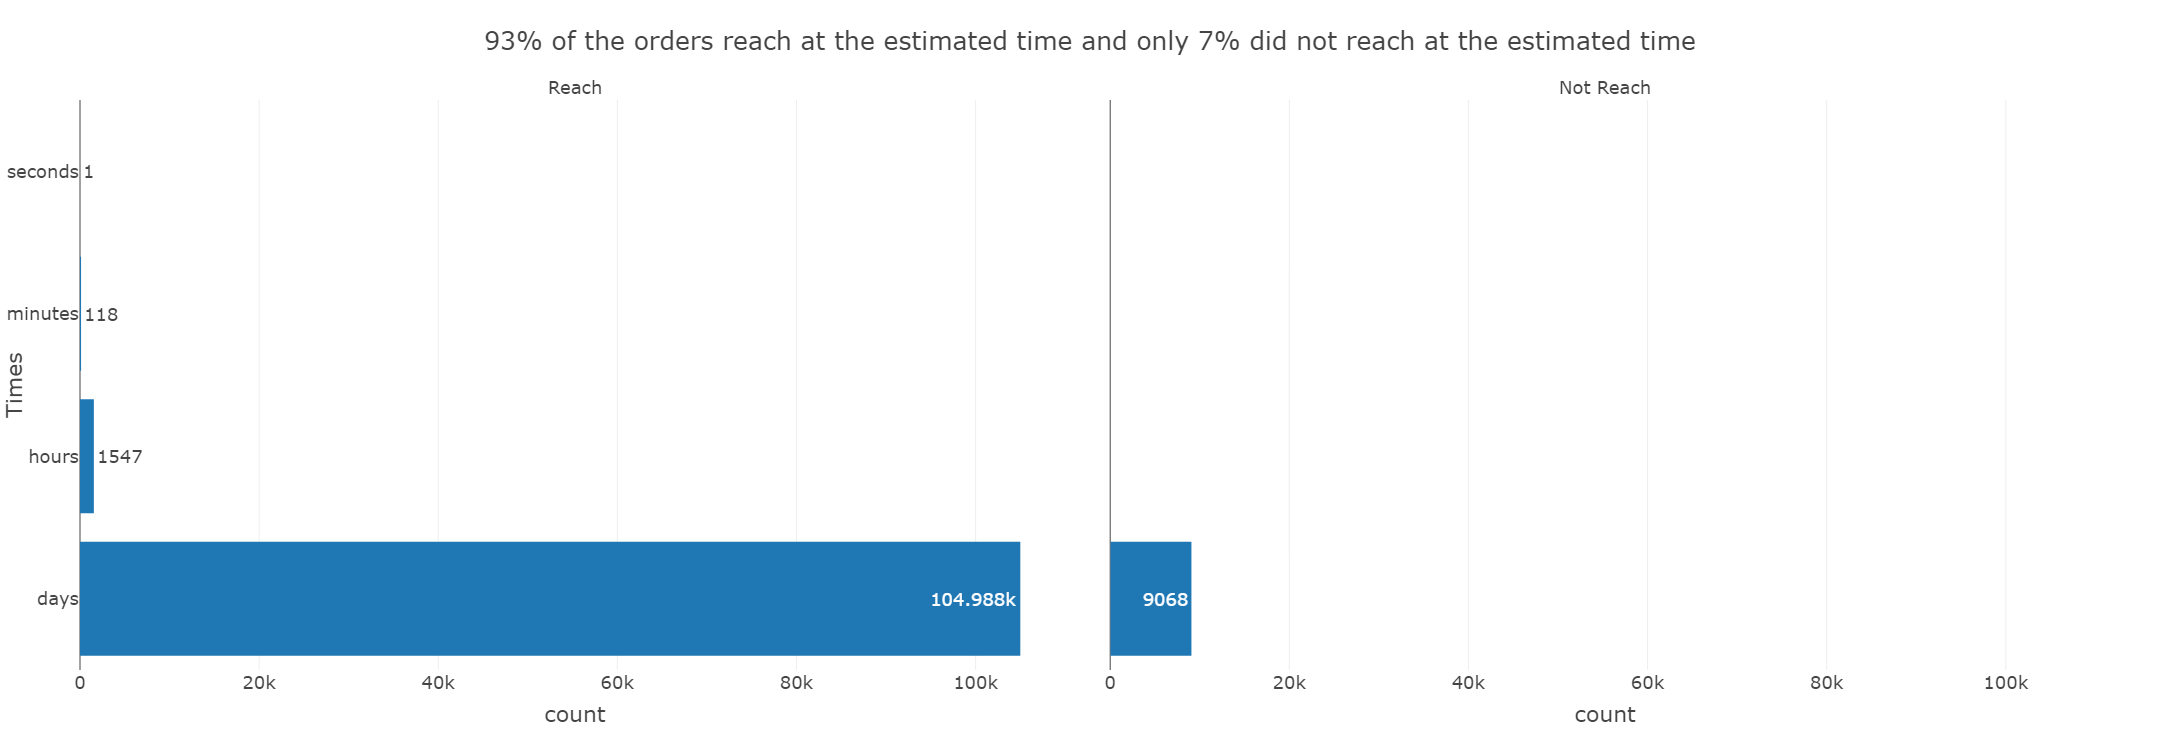 93% of the orders reach at the estimated time and only 7% did not reach at the estimated time
Reach
Not Reach
Times
seconds 1
minutes 118
hours 1547
days 104.988k 9068
0 20k 40k 60k 80k 100k
0 20k 40k 60k 80k 100k
count
count